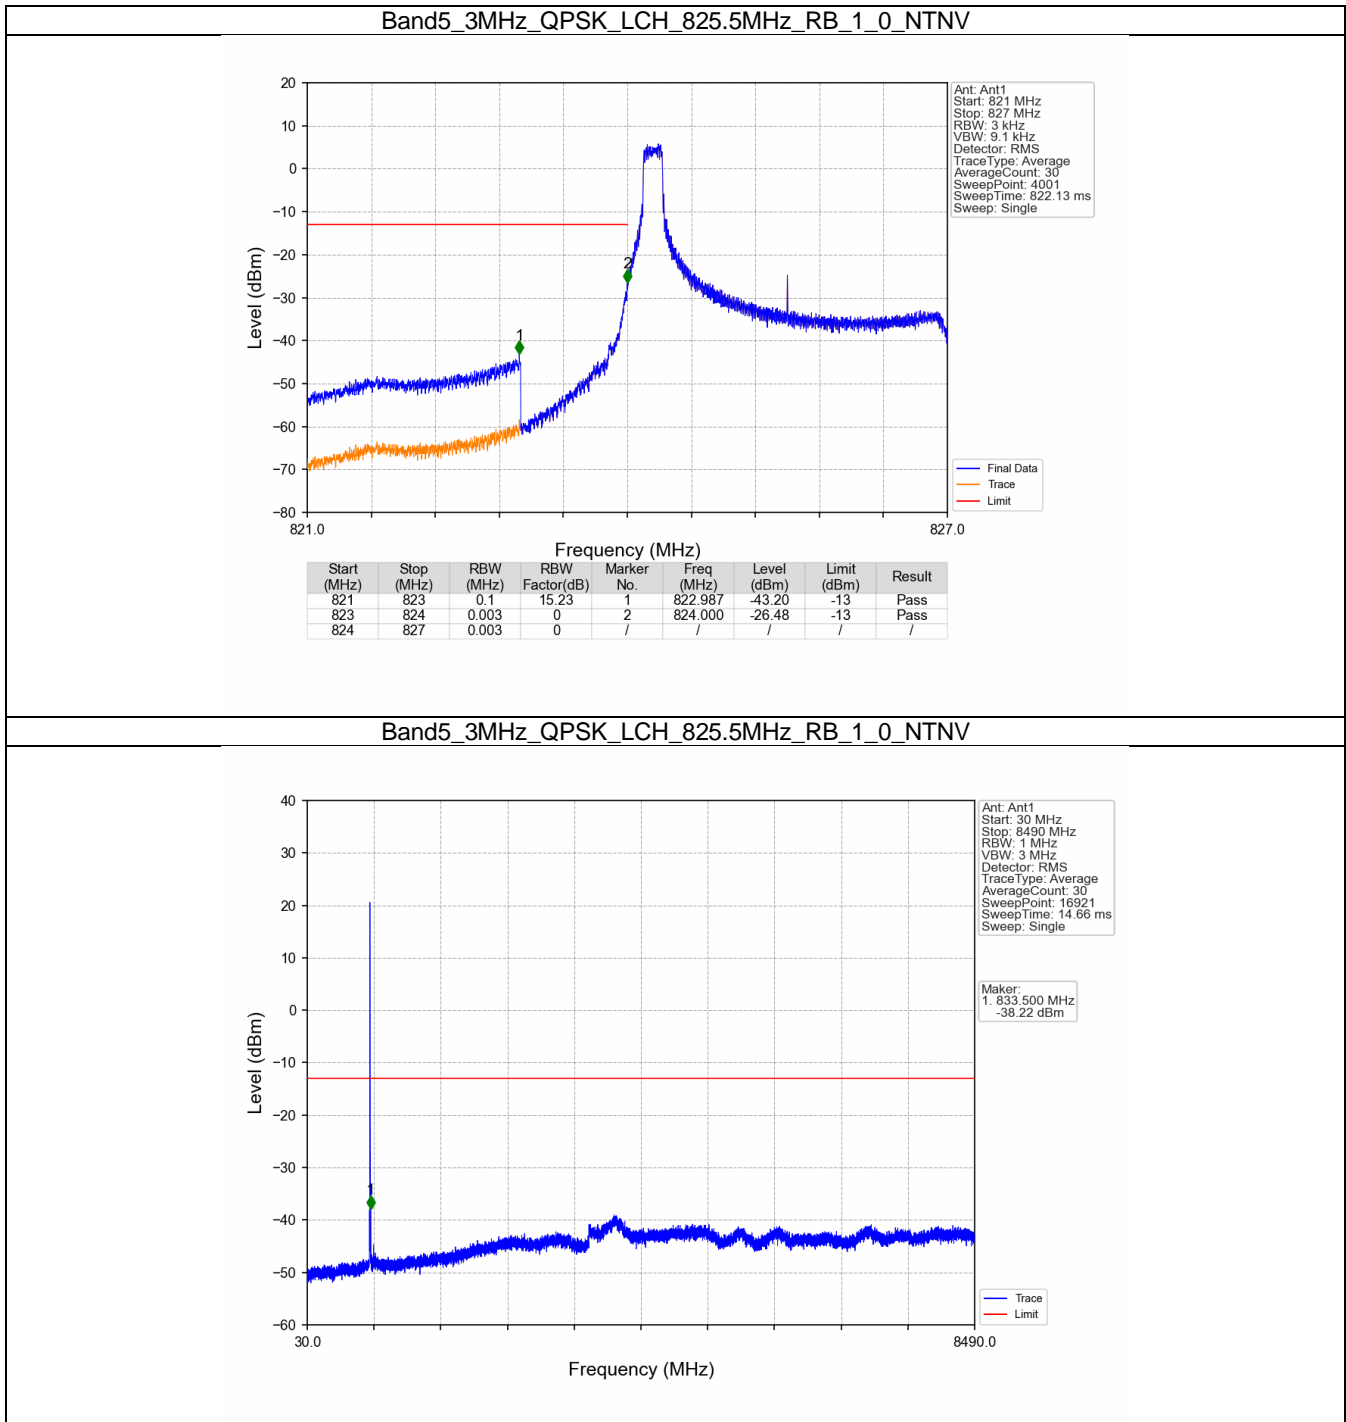 Band5_3MHz_QPSK_LCH_825.5MHz_RB_1_0_NTNV
20
10
0
−10
−20
−30
−40
−50
−60
−70
−80
Level (dBm)
1
2
821.0
827.0
Frequency (MHz)
Ant: Ant1
Start: 821 MHz
Stop: 827 MHz
RBW: 3 kHz
VBW: 9.1 kHz
Detector: RMS
TraceType: Average
AverageCount: 30
SweepPoint: 4001
SweepTime: 822.13 ms
Sweep: Single
Final Data
Trace
Limit
Start (MHz) Stop (MHz) RBW (MHz) RBW Factor(dB) Marker No. Freq (MHz) Level (dBm) Limit (dBm) Result
821 823 0.1 15.23 1 822.987 -43.20 -13 Pass
823 824 0.003 0 2 824.000 -26.48 -13 Pass
824 827 0.003 0 / / / / /
Band5_3MHz_QPSK_LCH_825.5MHz_RB_1_0_NTNV
40
30
20
10
0
−10
−20
−30
−40
−50
−60
Level (dBm)
1
30.0
8490.0
Frequency (MHz)
Ant: Ant1
Start: 30 MHz
Stop: 8490 MHz
RBW: 1 MHz
VBW: 3 MHz
Detector: RMS
TraceType: Average
AverageCount: 30
SweepPoint: 16921
SweepTime: 14.66 ms
Sweep: Single
Maker:
1. 833.500 MHz
-38.22 dBm
Trace
Limit